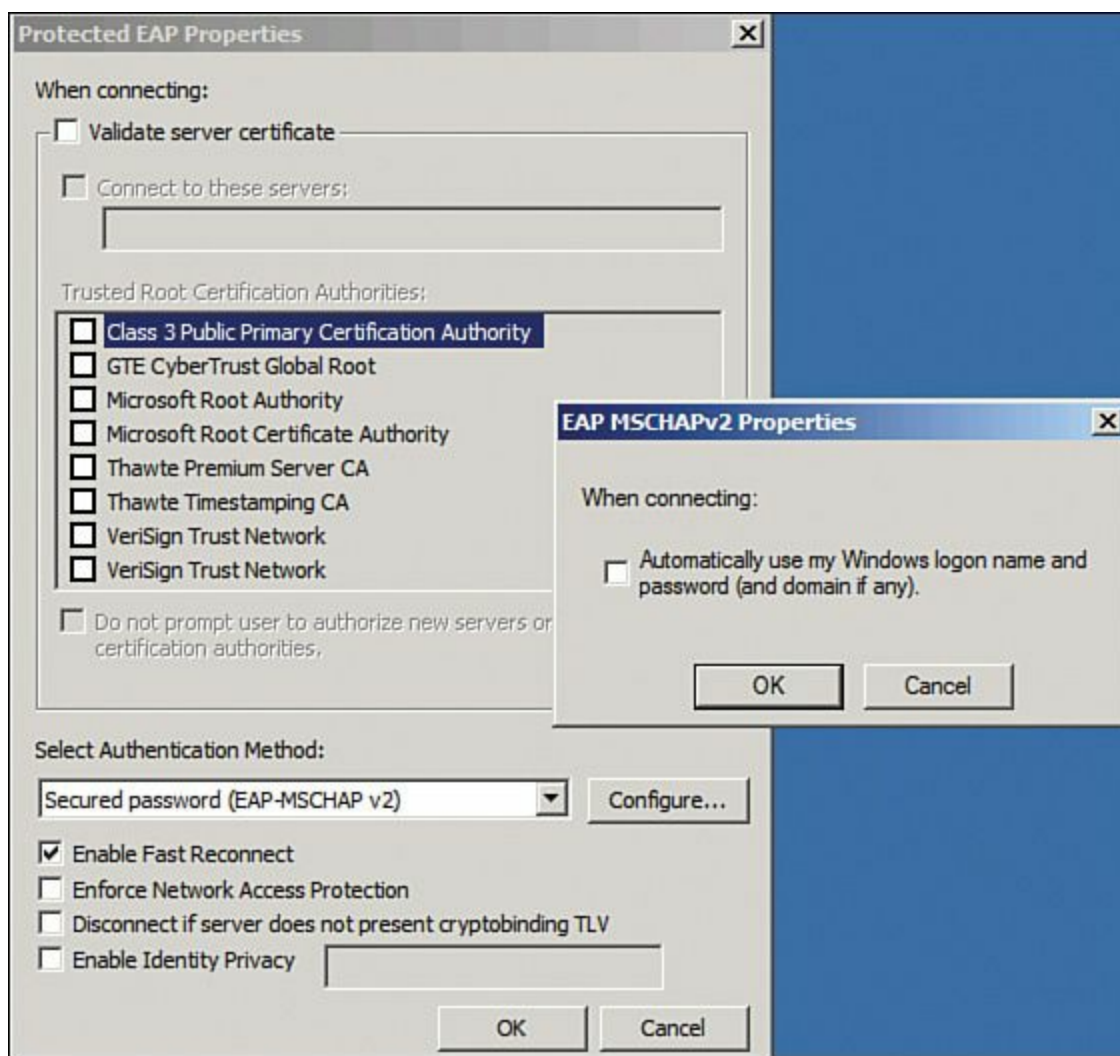 Protected EAP Properties
When connecting:
Validate server certificate
Connect to these servers:
Trusted Root Certification Authorities:
Class 3 Public Primary Certification Authority
GTE CyberTrust Global Root
Microsoft Root Authority
Microsoft Root Certificate Authority
Thawte Premium Server CA
Thawte Timestamping CA
VeriSign Trust Network
VeriSign Trust Network
Do not prompt user to authorize new servers or
certification authorities.
Select Authentication Method:
Secured password (EAP-MSCHAP v2)
Configure...
Enable Fast Reconnect
Enforce Network Access Protection
Disconnect if server does not present cryptobinding TLV
Enable Identity Privacy
OK
Cancel
EAP MSCHAPv2 Properties
When connecting:
Automatically use my Windows logon name and
password (and domain if any).
OK
Cancel